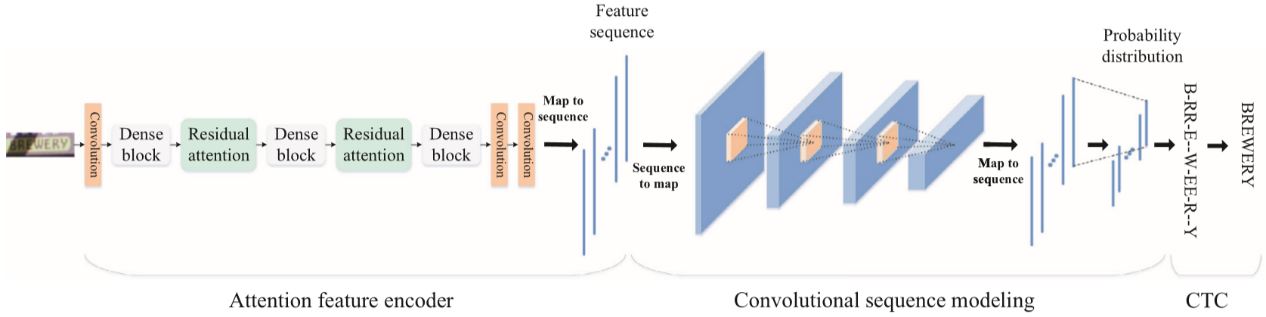 Feature
sequence
Probability
distribution
BREWERY
Convolution
Dense
block
Residual
attention
Dense
block
Residual
attention
Dense
block
Convolution
Convolution
Map to
sequence
Sequence
to map
Map to
sequence
B-RR-E--W-EE-R--Y
BREWERY
Attention feature encoder
Convolutional sequence modeling
CTC